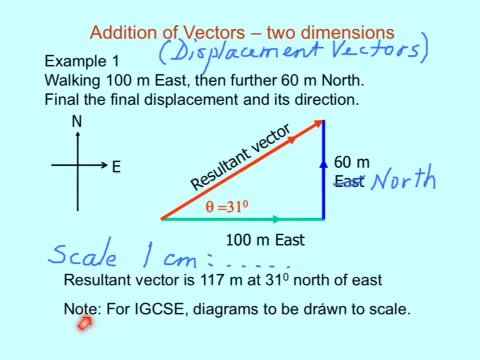 Addition of Vectors – two dimensions
(Displacement Vectors)
Example 1
Walking 100 m East, then further 60 m North.
Final the final displacement and its direction.
N
E
Resultant vector
60 m
East North
θ =31⁰
100 m East
Scale 1 cm: ......
Resultant vector is 117 m at 31⁰ north of east
Note: For IGCSE, diagrams to be drawn to scale.